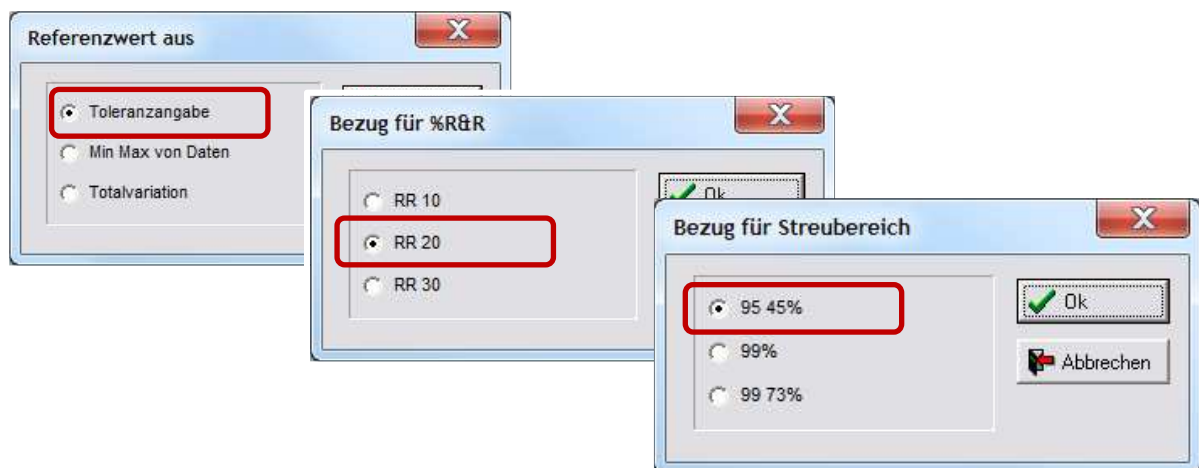 Referenzwert aus
Toleranzangabe
Min Max von Daten
Totalvariation
Bezug für %R&R
RR 10
RR 20
RR 30
Ok
Bezug für Streubereich
95 45%
99%
99 73%
Ok
Abbrechen